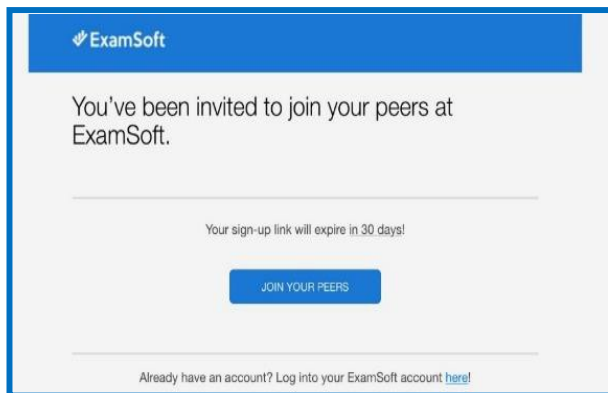 ExamSoft
You've been invited to join your peers at
ExamSoft.
Your sign-up link will expire in 30 days!
JOIN YOUR PEERS
Already have an account? Log into your ExamSoft account here!